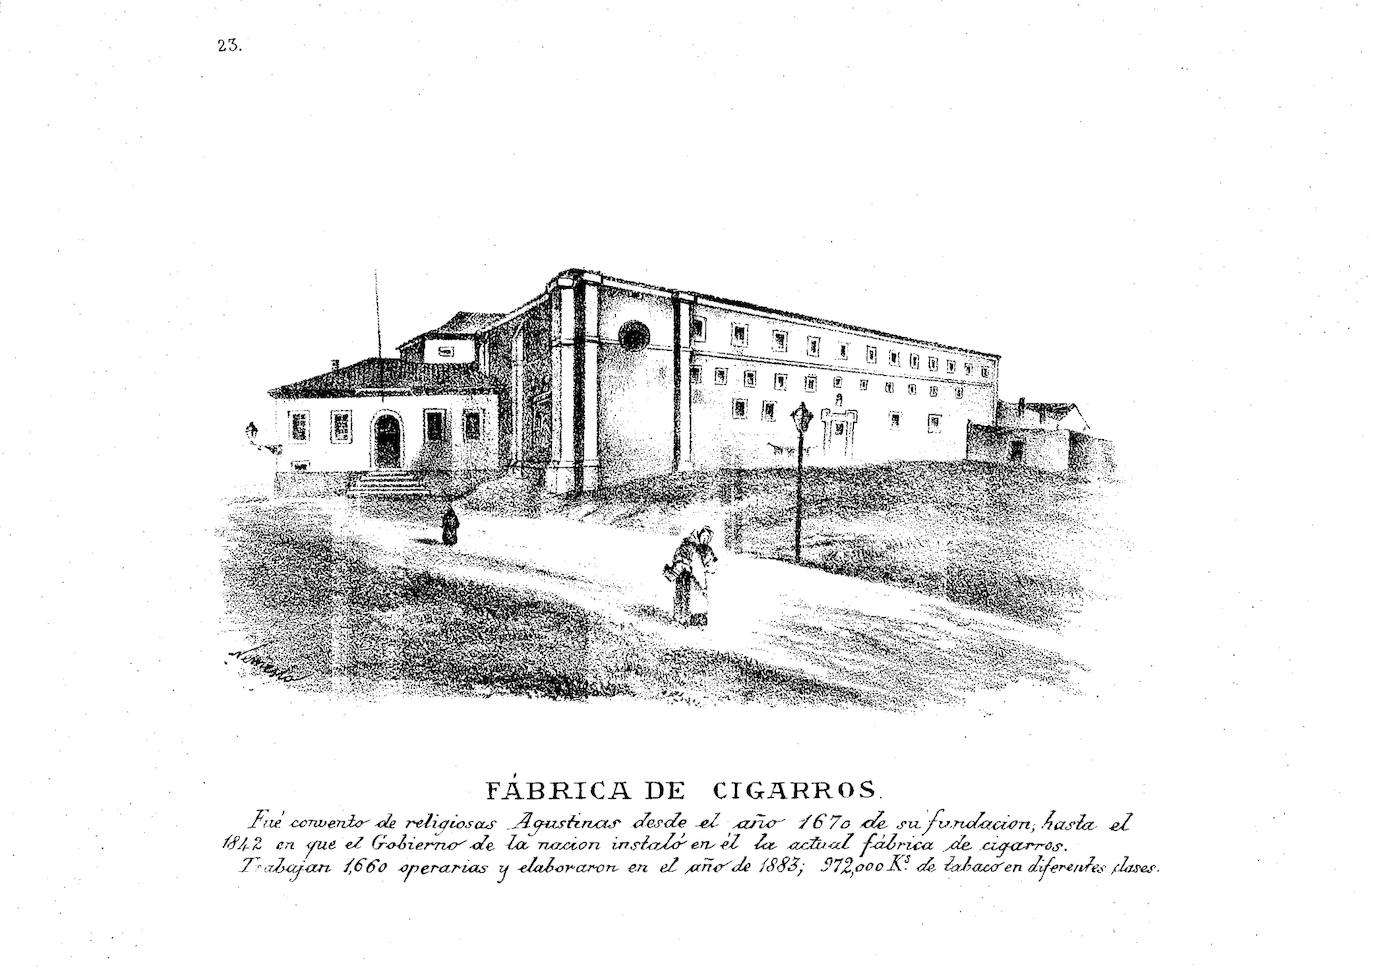 23.
Nemesio
FÁBRICA DE CIGARROS.
Fué convento de religiosas Agustinas desde el año 1670 de su fundacion, hasta el
1842 en que el Gobierno de la nacion instaló en él la actual fábrica de cigarros.
Trabajan 1,660 operarias y elaboraron en el año de 1883; 972,000 K.s de tabaco en diferentes clases.